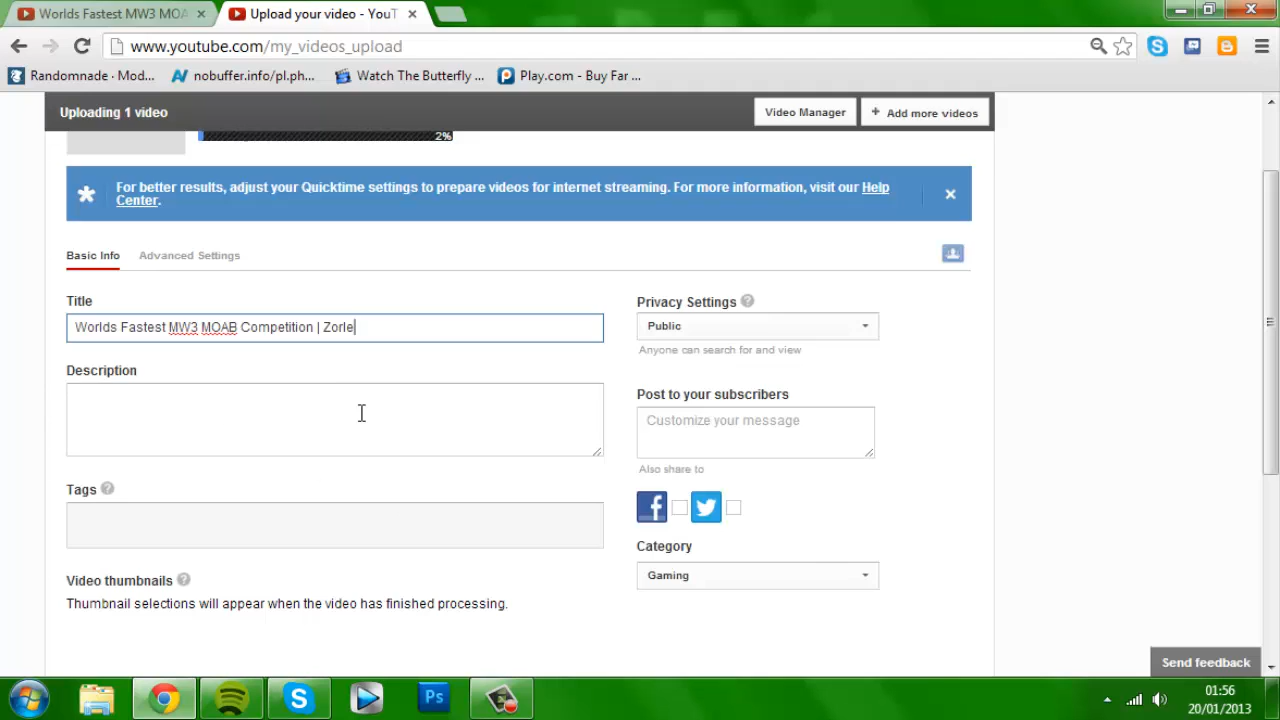 Worlds Fastest MW3 MOA
Upload your video - YouT
www.youtube.com/my_videos_upload
Randomnade · Mod...
nobuffer.info/pl.ph...
Watch The Butterfly ...
Play.com - Buy Far ...
Uploading 1 video
Video Manager
+ Add more videos
2%
For better results, adjust your Quicktime settings to prepare videos for internet streaming. For more information, visit our Help
Center.
Basic Info
Advanced Settings
Title
Worlds Fastest MW3 MOAB Competition | Zorle
Description
Tags ?
Video thumbnails ?
Thumbnail selections will appear when the video has finished processing.
Privacy Settings ?
Public
Anyone can search for and view
Post to your subscribers
Customize your message
Also share to
Category
Gaming
Send feedback
Ps
01:56
20/01/2013